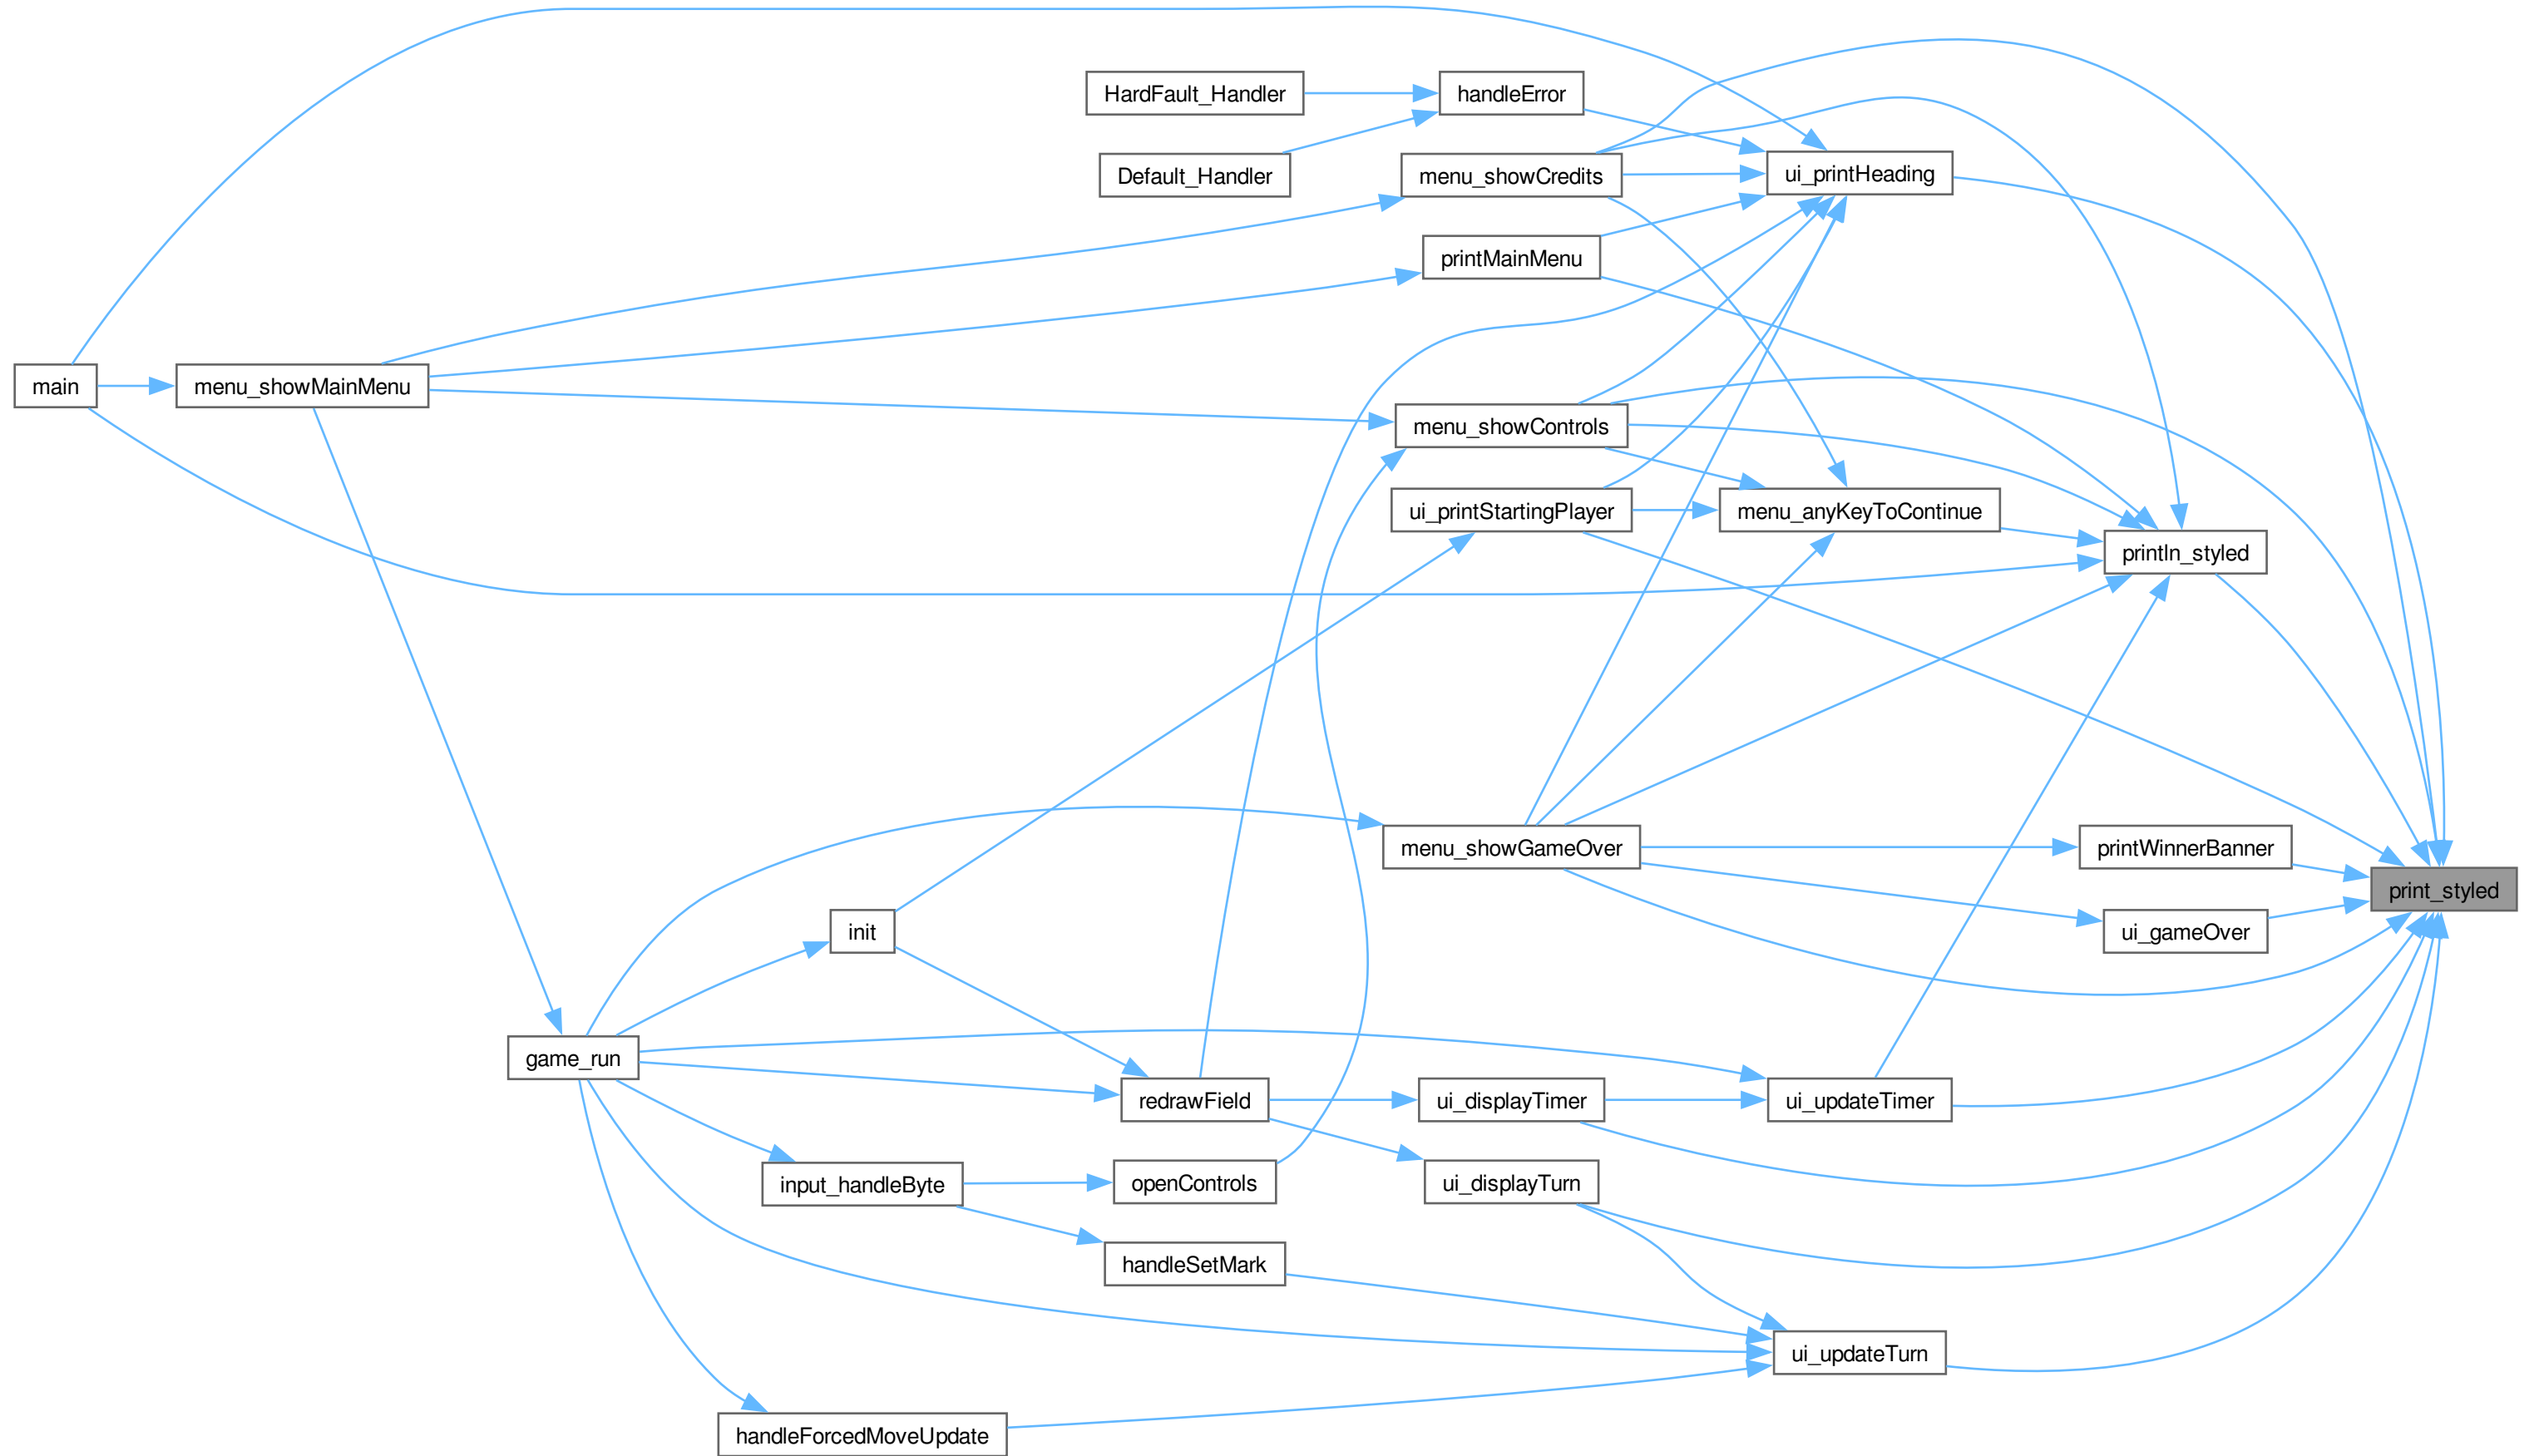 HardFault_Handler
handleError
Default_Handler
menu_showCredits
ui_printHeading
printMainMenu
main
menu_showMainMenu
menu_showControls
ui_printStartingPlayer
menu_anyKeyToContinue
println_styled
menu_showGameOver
printWinnerBanner
print_styled
init
ui_gameOver
game_run
redrawField
ui_displayTimer
ui_updateTimer
input_handleByte
openControls
ui_displayTurn
handleSetMark
ui_updateTurn
handleForcedMoveUpdate